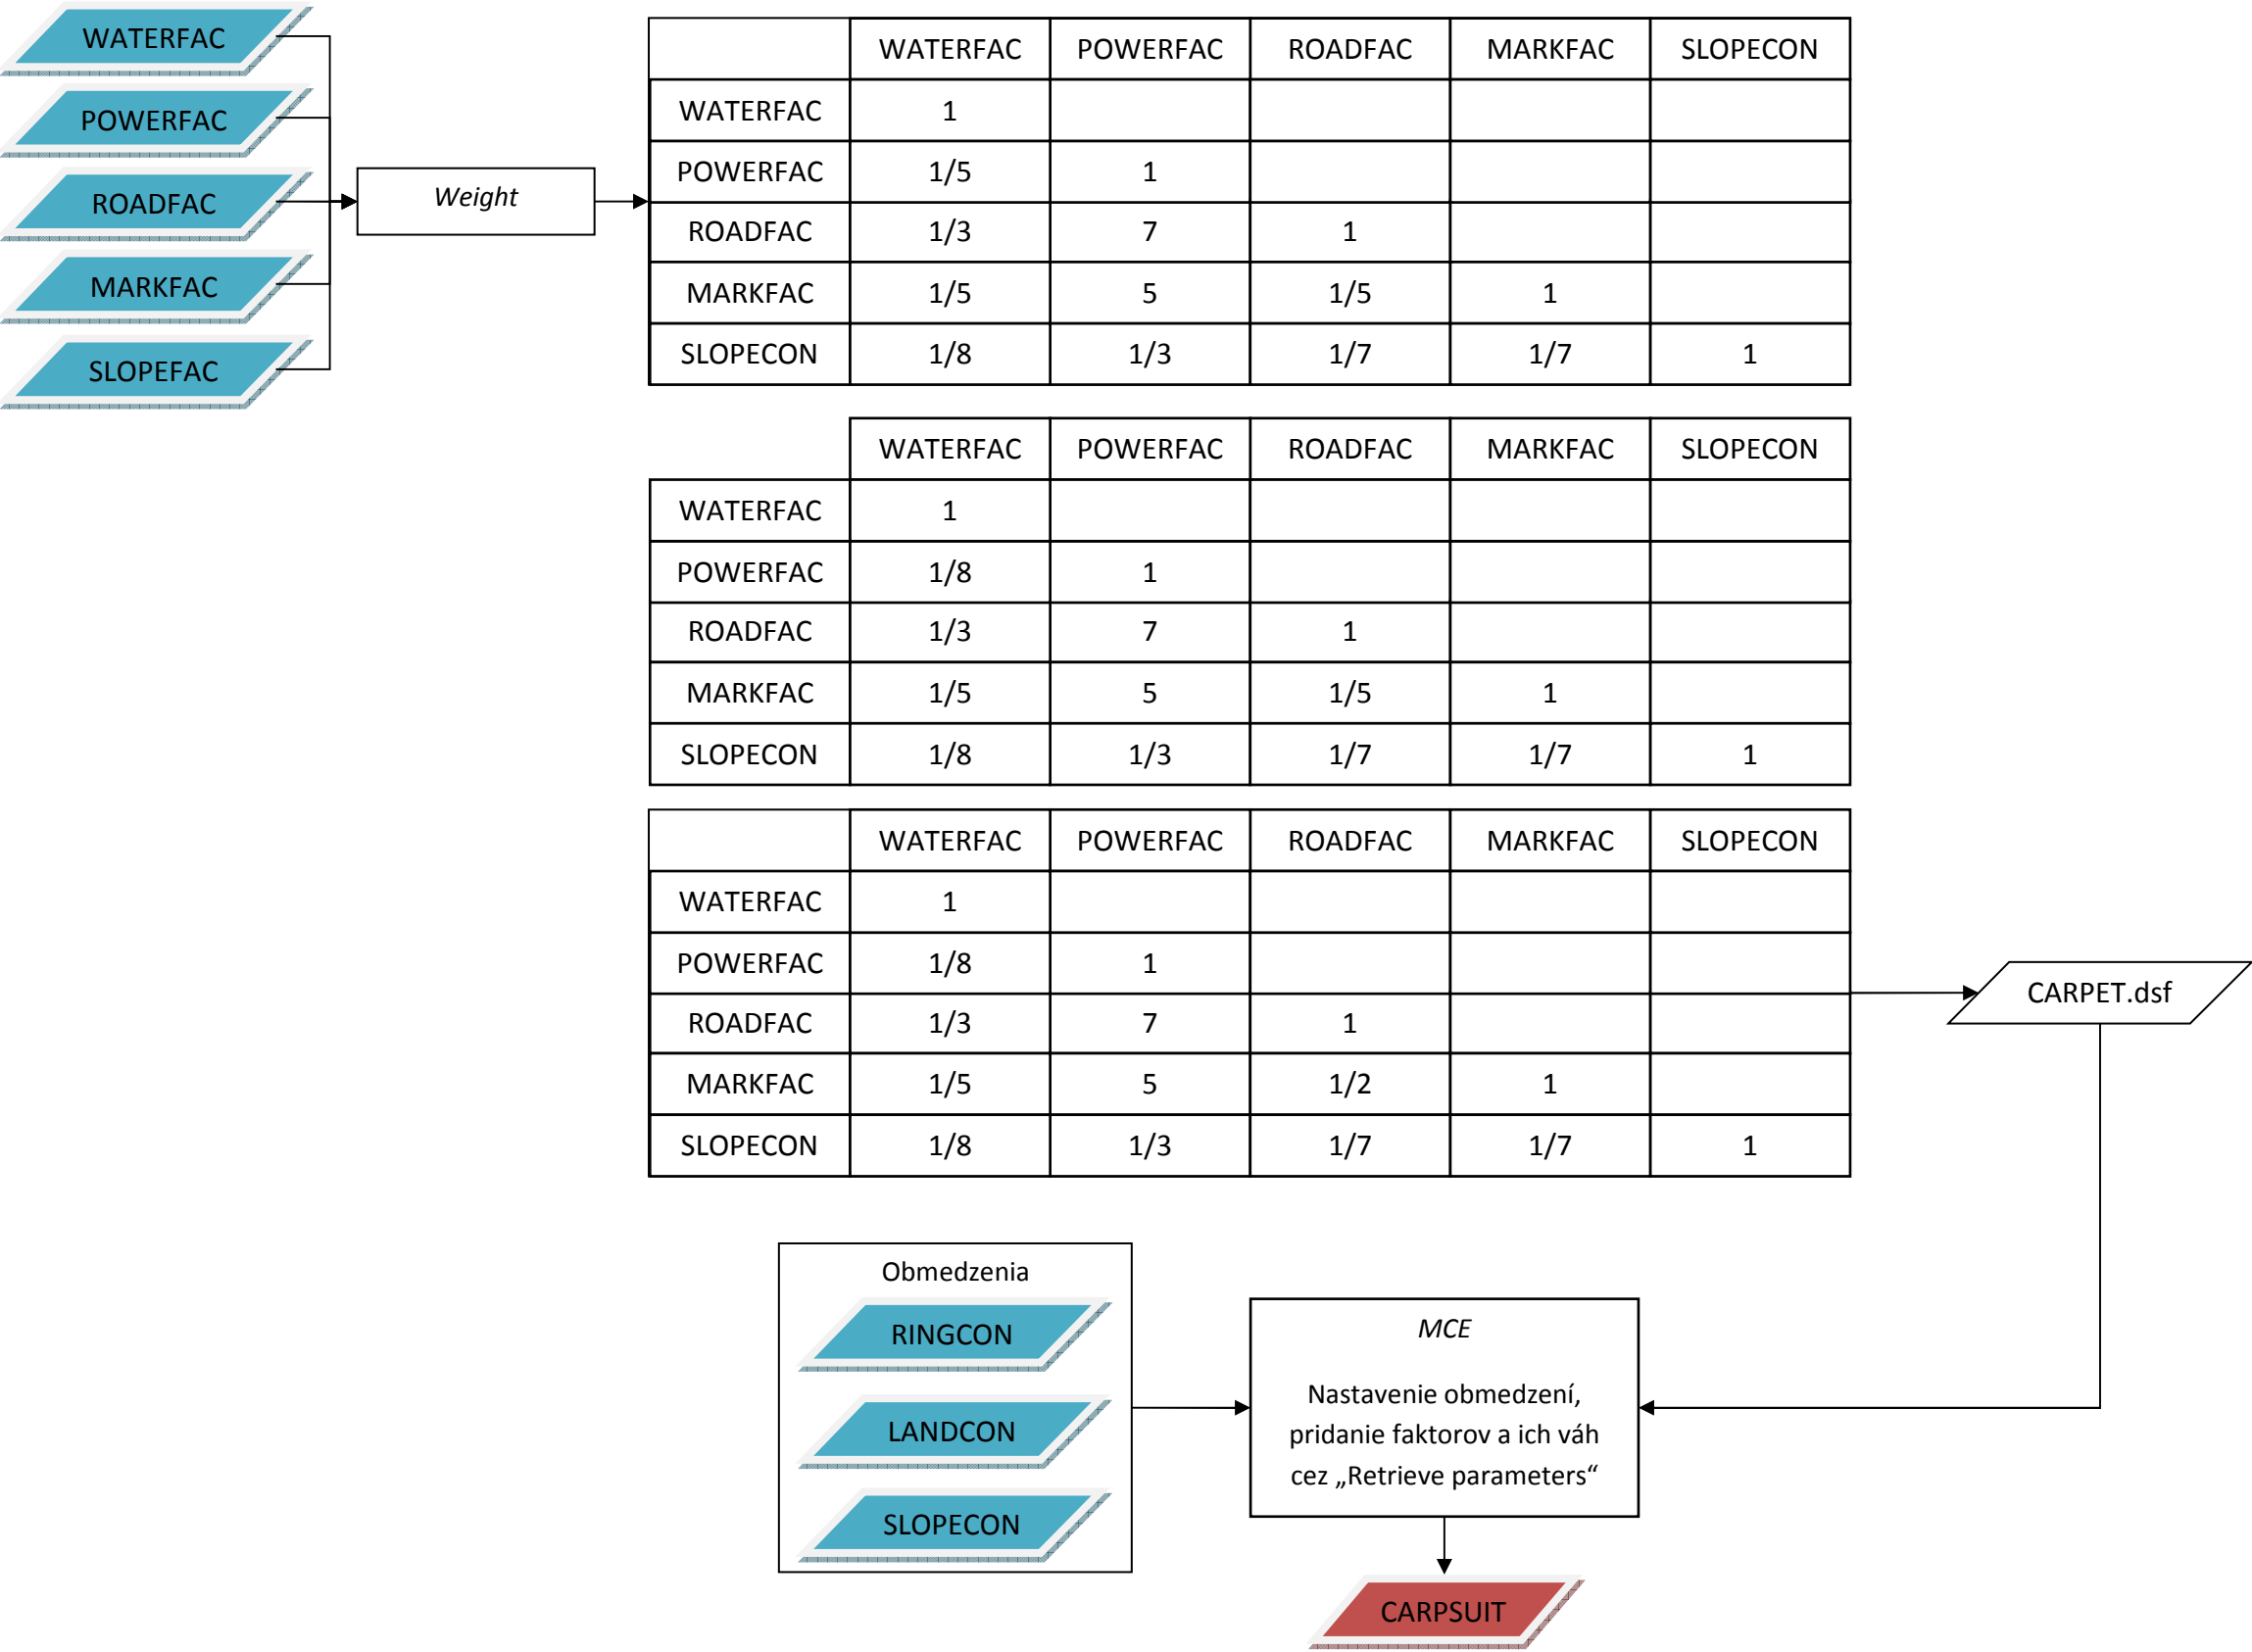 WATERFAC
POWERFAC
ROADFAC
MARKFAC
SLOPEFAC
Weight
WATERFAC POWERFAC ROADFAC MARKFAC SLOPECON
WATERFAC 1
POWERFAC 1/5 1
ROADFAC 1/3 7 1
MARKFAC 1/5 5 1/5 1
SLOPECON 1/8 1/3 1/7 1/7 1
WATERFAC POWERFAC ROADFAC MARKFAC SLOPECON
WATERFAC 1
POWERFAC 1/8 1
ROADFAC 1/3 7 1
MARKFAC 1/5 5 1/5 1
SLOPECON 1/8 1/3 1/7 1/7 1
WATERFAC POWERFAC ROADFAC MARKFAC SLOPECON
WATERFAC 1
POWERFAC 1/8 1
ROADFAC 1/3 7 1
MARKFAC 1/5 5 1/2 1
SLOPECON 1/8 1/3 1/7 1/7 1
CARPET.dsf
Obmedzenia
RINGCON
LANDCON
SLOPECON
MCE
Nastavenie obmedzení,
pridanie faktorov a ich váh
cez „Retrieve parameters“
CARPSUIT